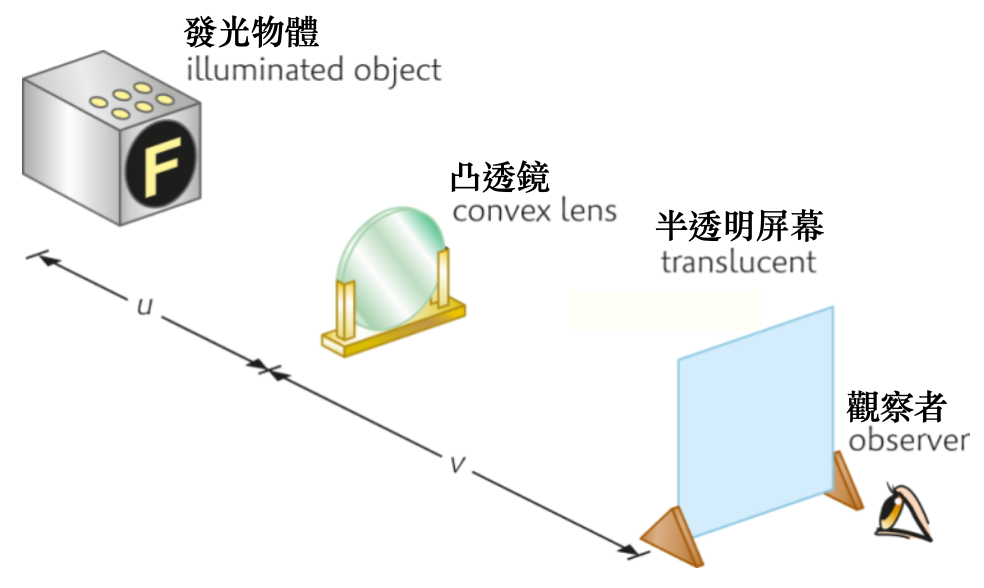 發光物體
illuminated object
F
凸透鏡
convex lens
半透明屏幕
translucent
u
觀察者
observer
v